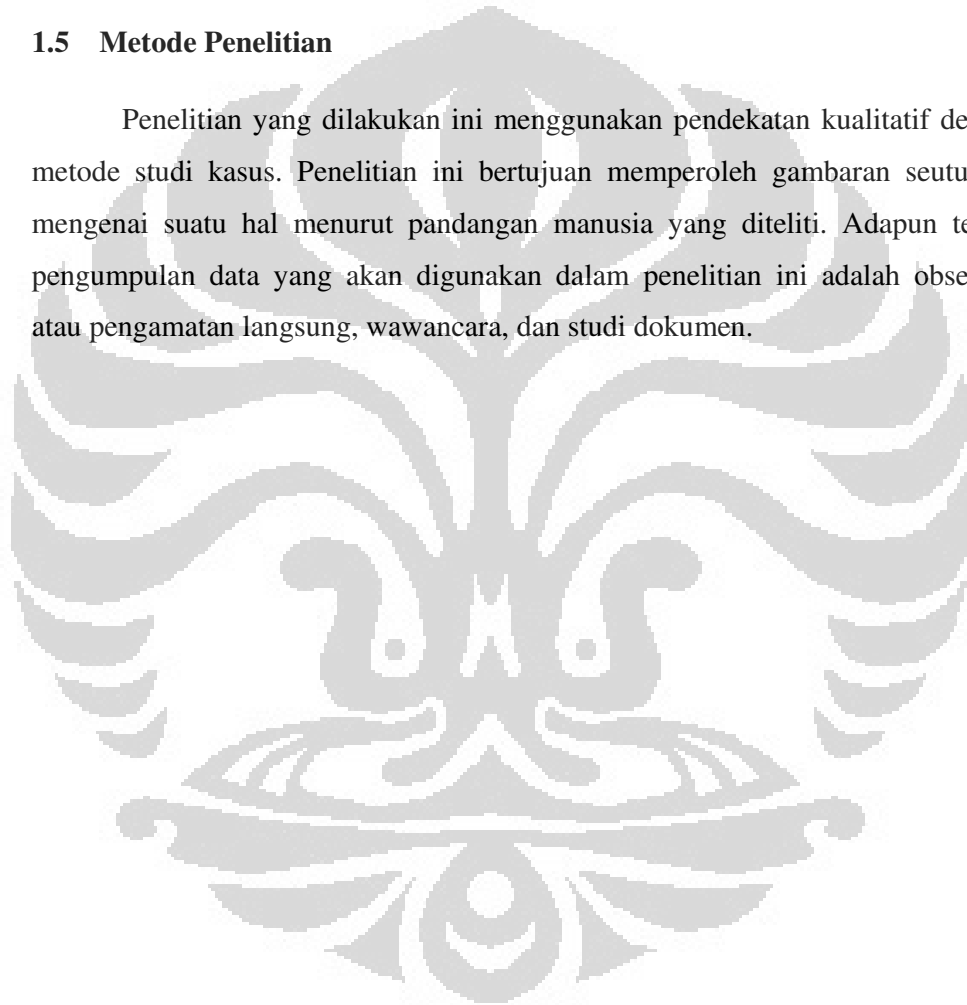 1.5 Metode Penelitian
Penelitian yang dilakukan ini menggunakan pendekatan kualitatif de
metode studi kasus. Penelitian ini bertujuan memperoleh gambaran seutu
mengenai suatu hal menurut pandangan manusia yang diteliti. Adapun te
pengumpulan data yang akan digunakan dalam penelitian ini adalah obse
atau pengamatan langsung, wawancara, dan studi dokumen.